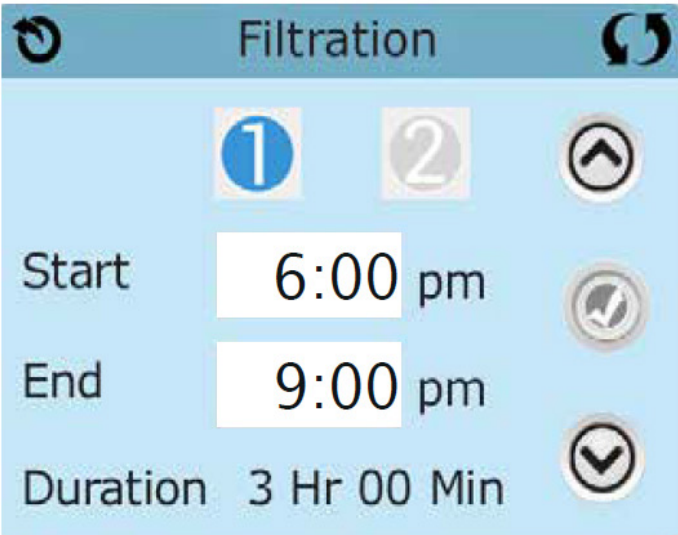 Filtration
1 2
Start 6:00 pm
End 9:00 pm
Duration 3 Hr 00 Min